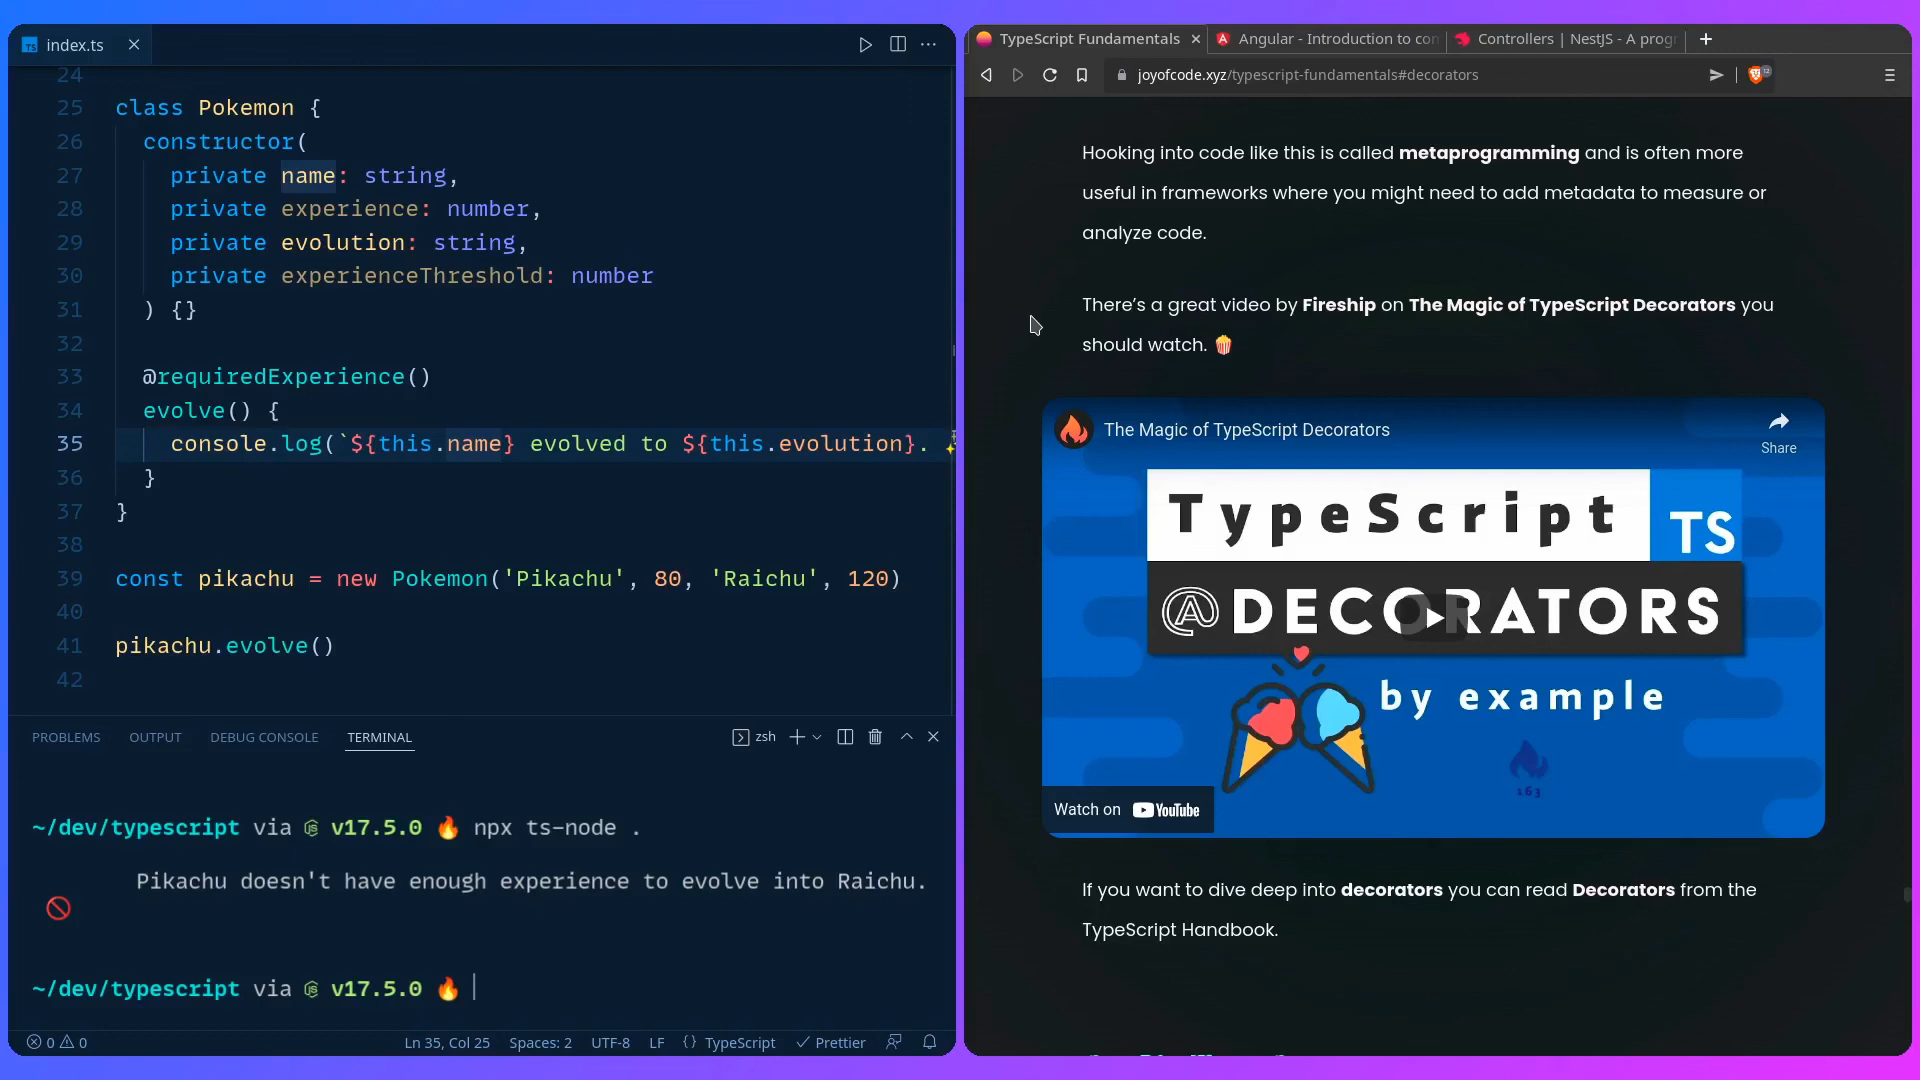 index.ts
24
25 class Pokemon {
26 constructor(
27 private name: string,
28 private experience: number,
29 private evolution: string,
30 private experienceThreshold: number
31 ) {}
32
33 @requiredExperience()
34 evolve() {
35 console.log(`${this.name} evolved to ${this.evolution}. ✨
36 }
37 }
38
39 const pikachu = new Pokemon('Pikachu', 80, 'Raichu', 120)
40
41 pikachu.evolve()
42
PROBLEMS OUTPUT DEBUG CONSOLE TERMINAL zsh
~/dev/typescript via v17.5.0 🔥 npx ts-node .
Pikachu doesn't have enough experience to evolve into Raichu.
🚫
~/dev/typescript via v17.5.0 🔥
0 0 Ln 35, Col 25 Spaces: 2 UTF-8 LF {} TypeScript Prettier
TypeScript Fundamentals Angular - Introduction to con Controllers | NestJS - A prog
joyofcode.xyz/typescript-fundamentals#decorators 12
Hooking into code like this is called metaprogramming and is often more
useful in frameworks where you might need to add metadata to measure or
analyze code.
There's a great video by Fireship on The Magic of TypeScript Decorators you
should watch. 🍿
The Magic of TypeScript Decorators
Share
TypeScript TS
@DECORATORS
by example
163
Watch on YouTube
If you want to dive deep into decorators you can read Decorators from the
TypeScript Handbook.